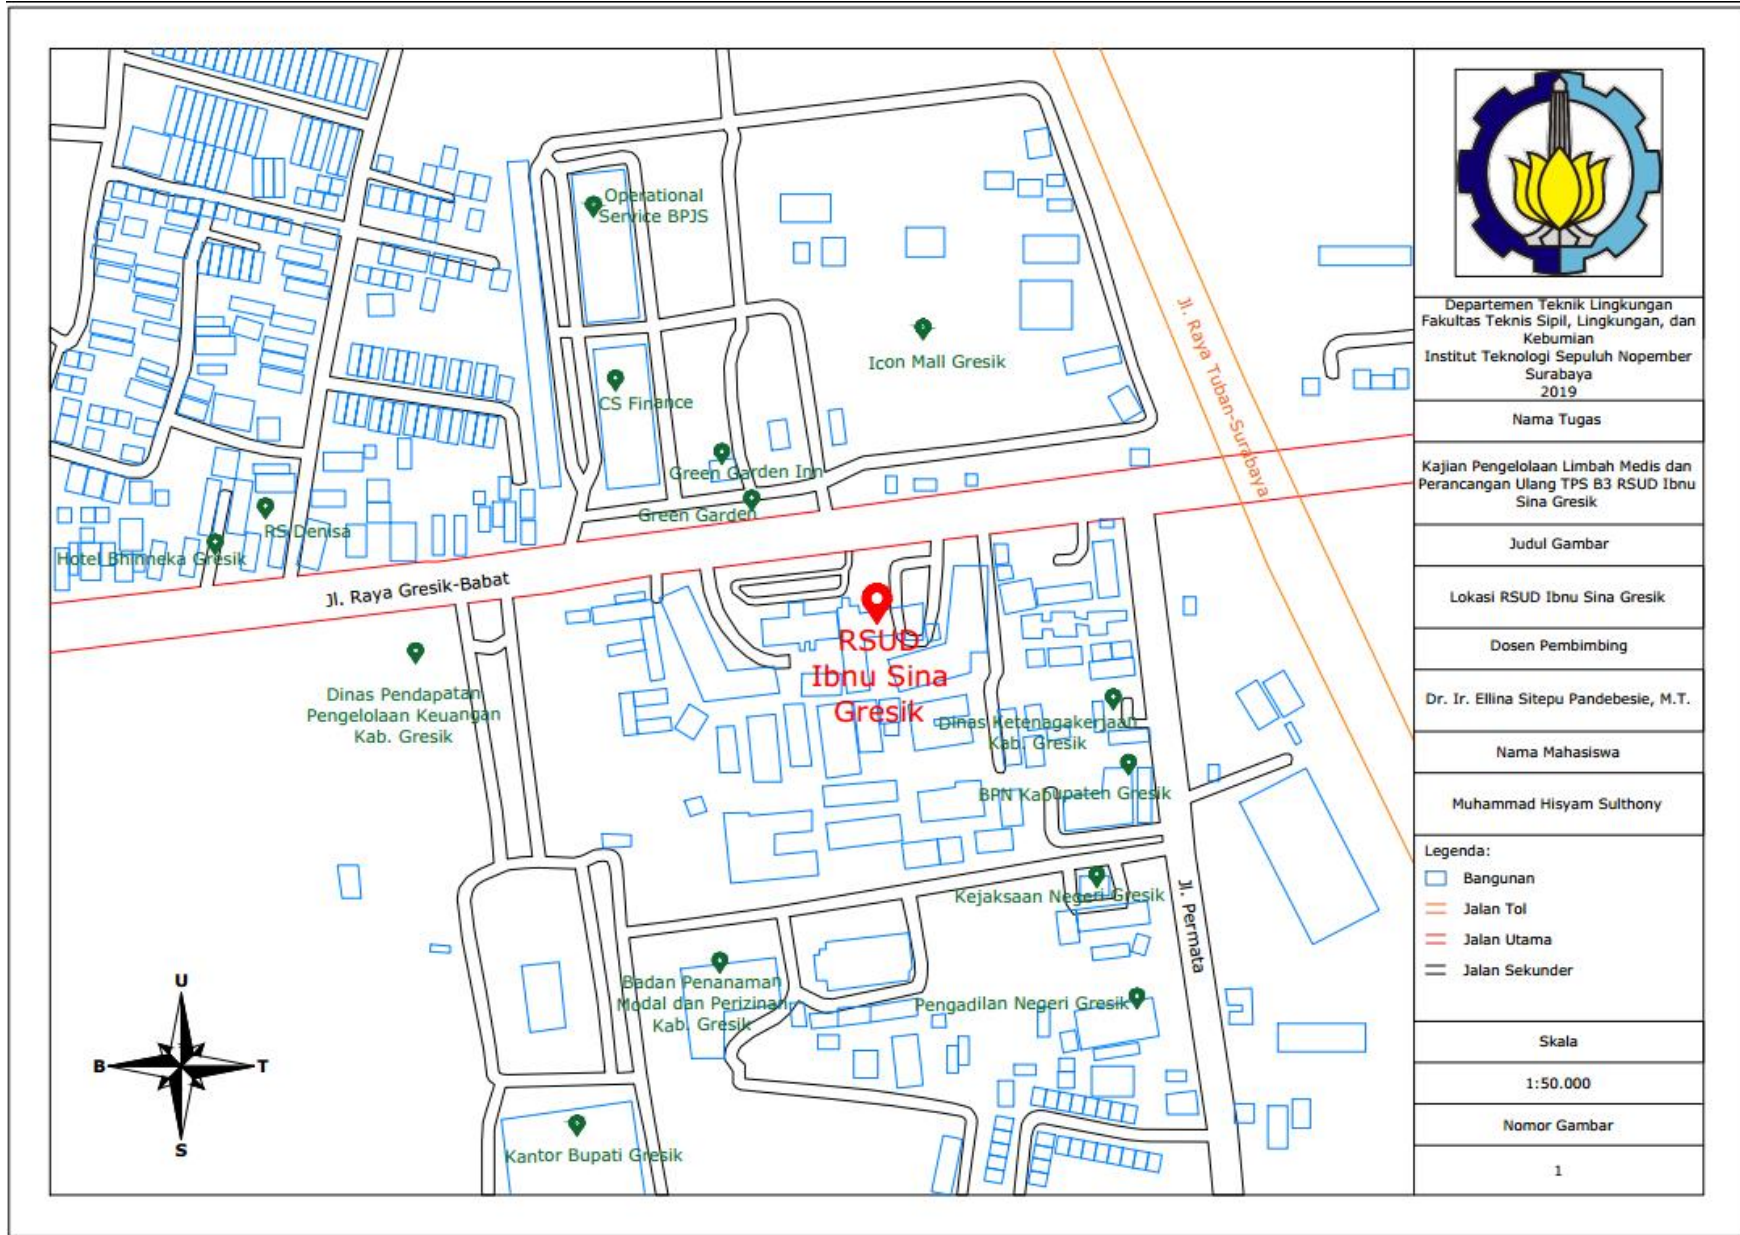 Operational
Service BPJS
Icon Mall Gresik
CS Finance
Green Garden Inn
Green Garden
RS Denisa
Hotel Bhinneka Gresik
Jl. Raya Tuban-Surabaya
Jl. Raya Gresik-Babat
RSUD
Ibnu Sina
Gresik
Dinas Pendapatan
Pengelolaan Keuangan
Kab. Gresik
Dinas Ketenagakerjaan
Kab. Gresik
BPN Kabupaten Gresik
Kejaksaan Negeri Gresik
Jl. Permata
Badan Penanaman
Modal dan Perizinan
Kab. Gresik
Pengadilan Negeri Gresik
Kantor Bupati Gresik
U
B
T
S
Departemen Teknik Lingkungan
Fakultas Teknis Sipil, Lingkungan, dan
Kebumian
Institut Teknologi Sepuluh Nopember
Surabaya
2019
Nama Tugas
Kajian Pengelolaan Limbah Medis dan
Perancangan Ulang TPS B3 RSUD Ibnu
Sina Gresik
Judul Gambar
Lokasi RSUD Ibnu Sina Gresik
Dosen Pembimbing
Dr. Ir. Ellina Sitepu Pandebesie, M.T.
Nama Mahasiswa
Muhammad Hisyam Sulthony
Legenda:
Bangunan
Jalan Tol
Jalan Utama
Jalan Sekunder
Skala
1:50.000
Nomor Gambar
1